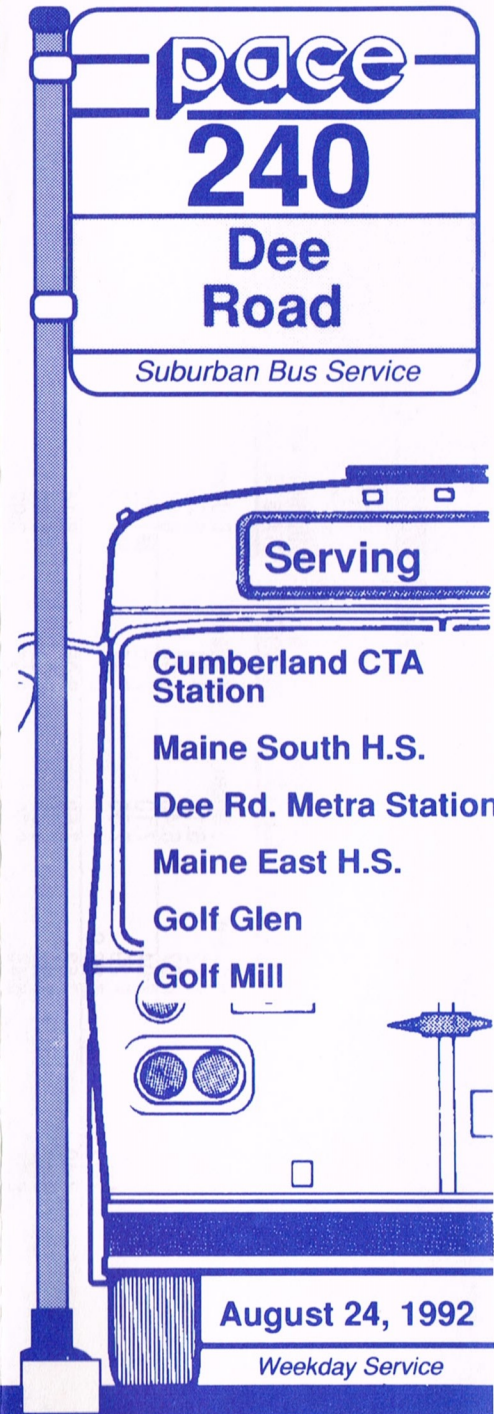 pace
240
Dee
Road
Suburban Bus Service
Serving
Cumberland CTA
Station
Maine South H.S.
Dee Rd. Metra Station
Maine East H.S.
Golf Glen
Golf Mill
August 24, 1992
Weekday Service